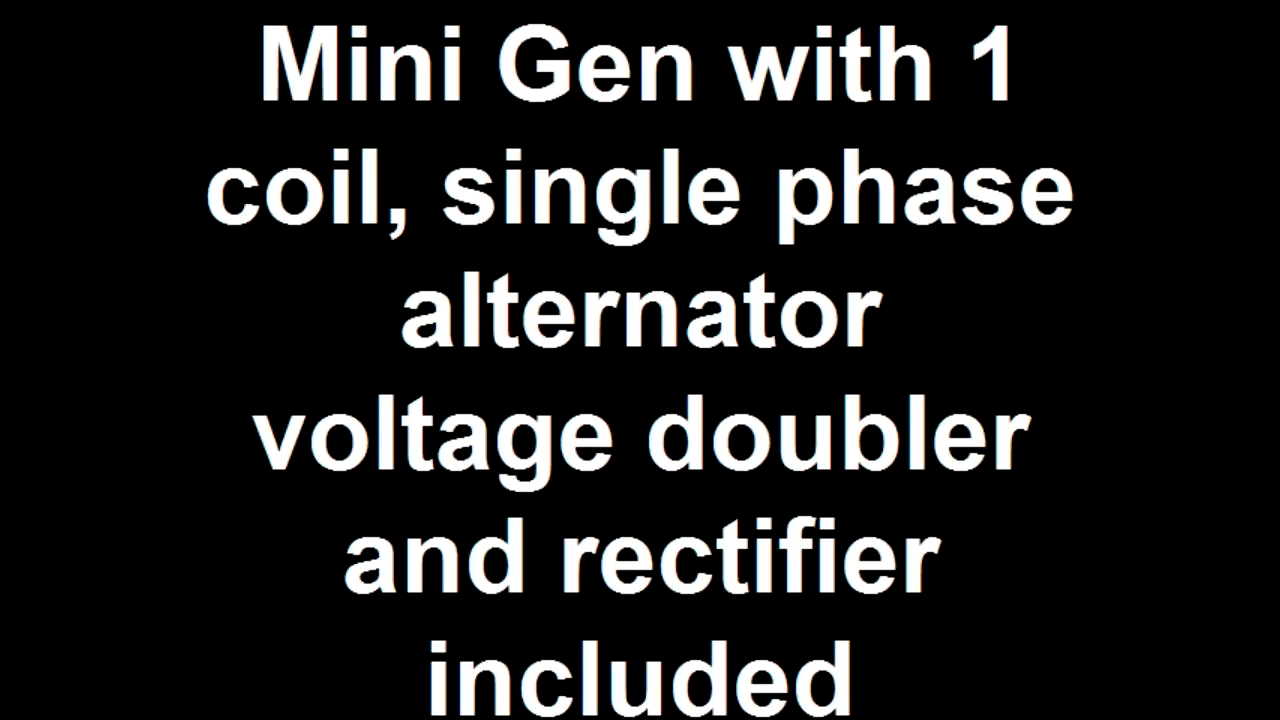 Mini Gen with 1
coil, single phase
alternator
voltage doubler
and rectifier
included